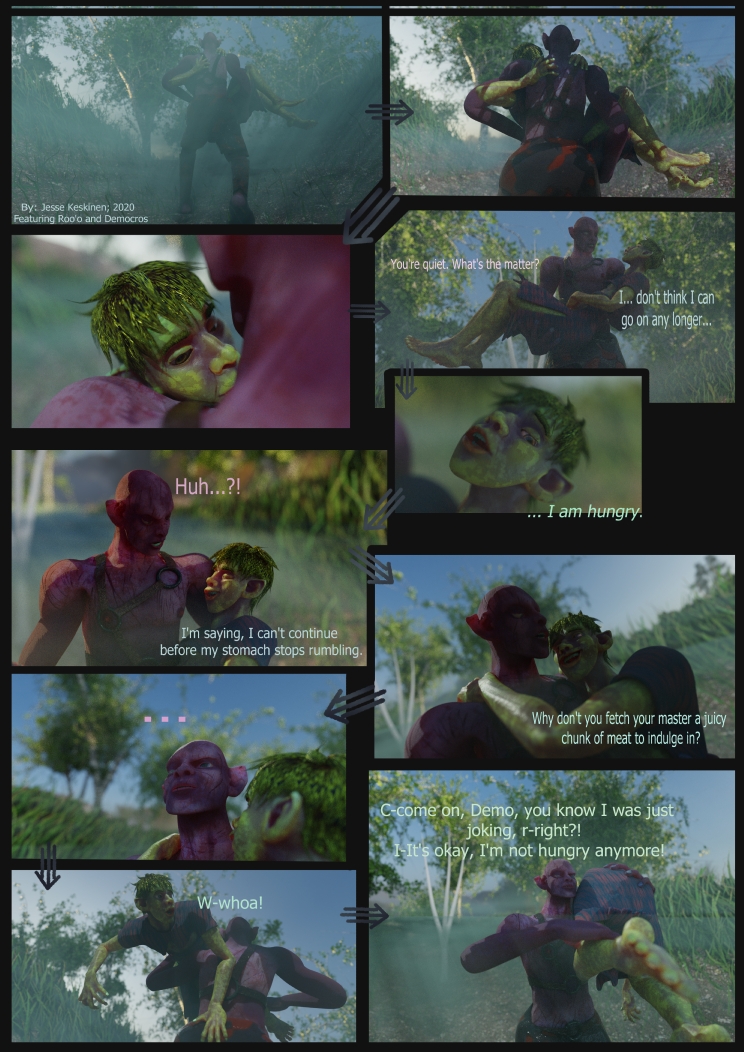 By: Jesse Keskinen; 2020
Featuring Roo'o and Democros
You're quiet. What's the matter?
I... don't think I can
go on any longer...
... I am hungry.
Huh...?!
I'm saying, I can't continue
before my stomach stops rumbling.
Why don't you fetch your master a juicy
chunk of meat to indulge in?
...
W-whoa!
C-come on, Demo, you know I was just
joking, r-right?!
I-It's okay, I'm not hungry anymore!